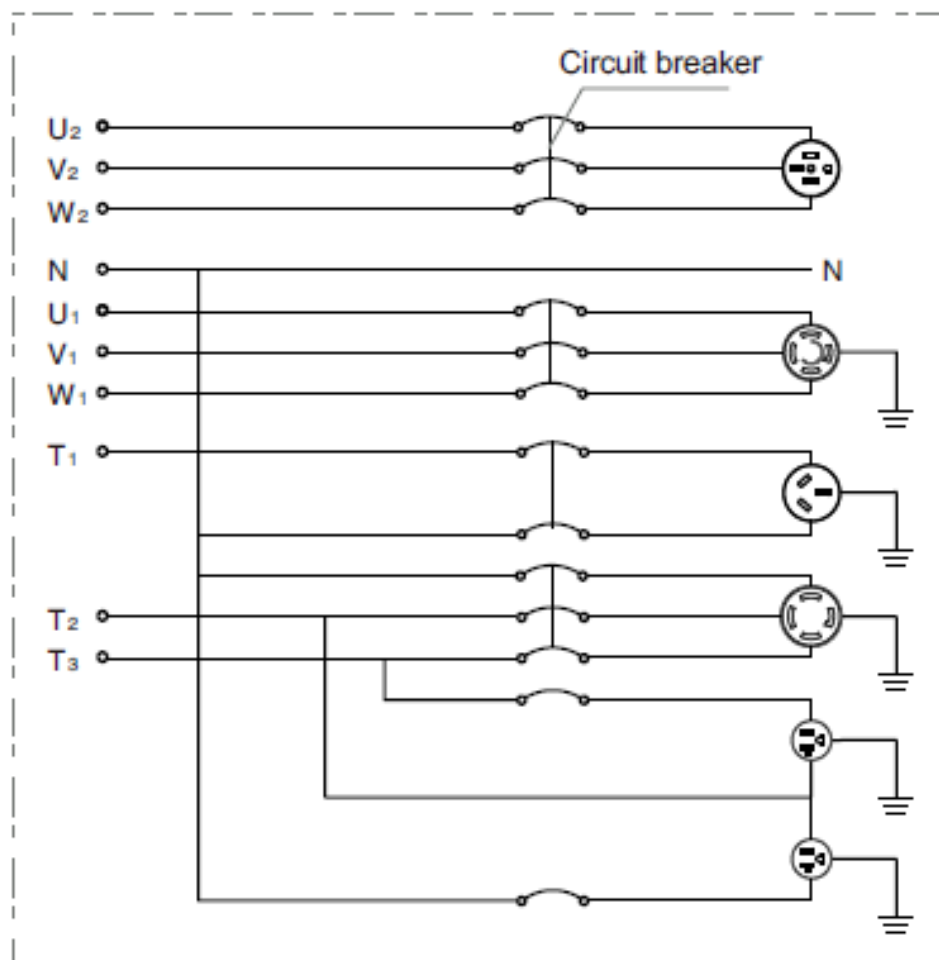 Circuit breaker
U₂
V₂
W₂
N N
U₁
V₁
W₁
T₁
T₂
T₃